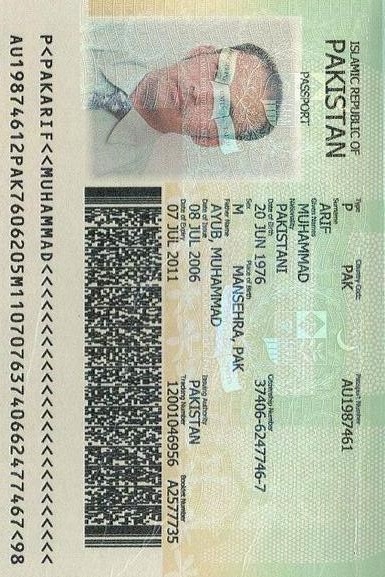 ISLAMIC REPUBLIC OF
PAKISTAN
PASSPORT
Type Country Code Passport Number
P PAK AU1987461
Surname
ARIF
Given Names
MUHAMMAD
Nationality Citizenship Number
PAKISTANI 37406-6247746-7
Date of Birth
20 JUN 1976
Sex Place of Birth
M MANSEHRA, PAK
Father Name
AYUB, MUHAMMAD
Date of Issue Issuing Authority
08 JUL 2006 PAKISTAN
Date of Expiry Tracking Number Booklet Number
07 JUL 2011 12001046956 A2577735
P<PAKARIF<<MUHAMMAD<<<<<<<<<<<<<<<<<<<<<<<<<
AU19874612PAK7606205M11070763740662477467<98